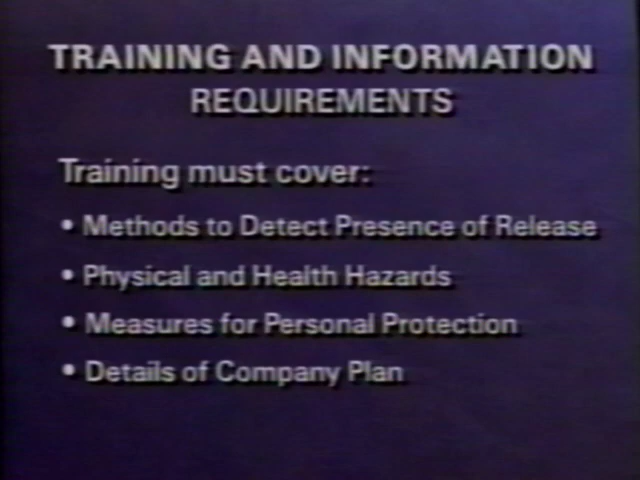 TRAINING AND INFORMATION
REQUIREMENTS
Training must cover:
• Methods to Detect Presence of Release
• Physical and Health Hazards
• Measures for Personal Protection
• Details of Company Plan